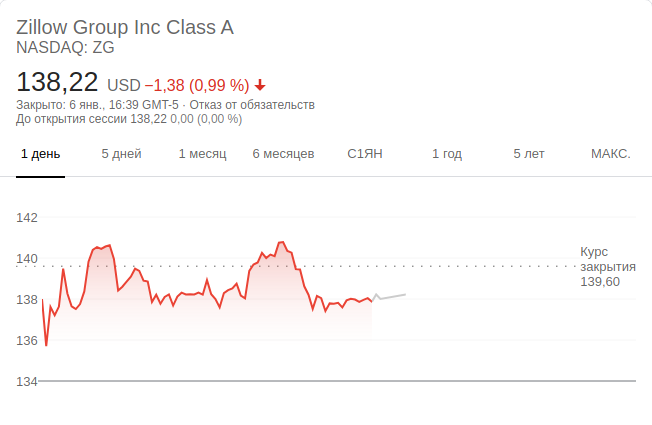 Zillow Group Inc Class A
NASDAQ: ZG
138,22 USD −1,38 (0,99 %)
Закрыто: 6 янв., 16:39 GMT-5 · Отказ от обязательств
До открытия сессии 138,22 0,00 (0,00 %)
1 день 5 дней 1 месяц 6 месяцев С1ЯН 1 год 5 лет МАКС.
142
140
138
136
134
Курс
закрытия
139,60